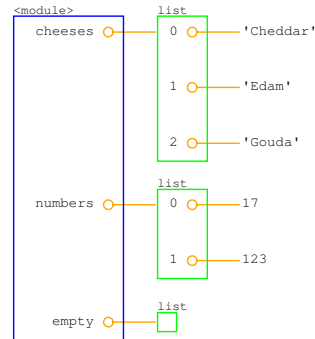 <module> list
cheeses 0 'Cheddar'
1 'Edam'
2 'Gouda'
list
numbers 0 17
1 123
list
empty